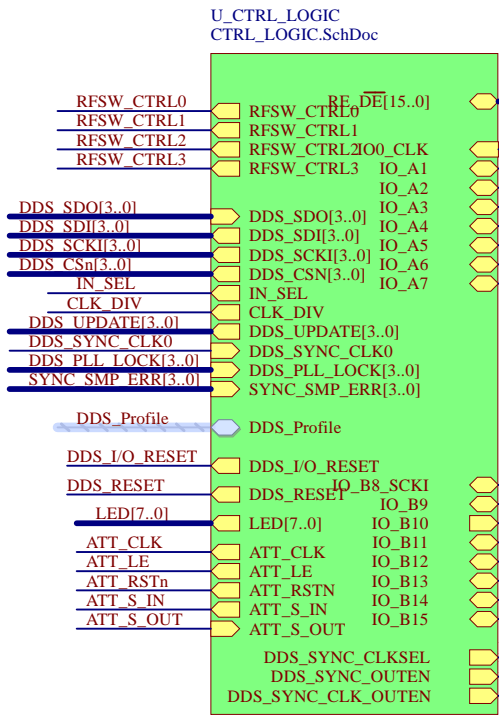 U_CTRL_LOGIC
CTRL_LOGIC.SchDoc
RFSW_CTRL0
RFSW_CTRL1
RFSW_CTRL2
RFSW_CTRL3
RFSW_CTRL0
RFSW_CTRL1
RFSW_CTRL2
RFSW_CTRL3
RE_DE[15..0]
IO0_CLK
IO_A1
IO_A2
IO_A3
IO_A4
IO_A5
IO_A6
IO_A7
DDS_SDO[3..0]
DDS_SDI[3..0]
DDS_SCKI[3..0]
DDS_CSn[3..0]
IN_SEL
CLK_DIV
DDS_UPDATE[3..0]
DDS_SYNC_CLK0
DDS_PLL_LOCK[3..0]
SYNC_SMP_ERR[3..0]
DDS_SDO[3..0]
DDS_SDI[3..0]
DDS_SCKI[3..0]
DDS_CSN[3..0]
IN_SEL
CLK_DIV
DDS_UPDATE[3..0]
DDS_SYNC_CLK0
DDS_PLL_LOCK[3..0]
SYNC_SMP_ERR[3..0]
DDS_Profile
DDS_Profile
DDS_I/O_RESET
DDS_RESET
LED[7..0]
ATT_CLK
ATT_LE
ATT_RSTn
ATT_S_IN
ATT_S_OUT
DDS_I/O_RESET
DDS_RESET
LED[7..0]
ATT_CLK
ATT_LE
ATT_RSTN
ATT_S_IN
ATT_S_OUT
IO_B8_SCKI
IO_B9
IO_B10
IO_B11
IO_B12
IO_B13
IO_B14
IO_B15
DDS_SYNC_CLKSEL
DDS_SYNC_OUTEN
DDS_SYNC_CLK_OUTEN